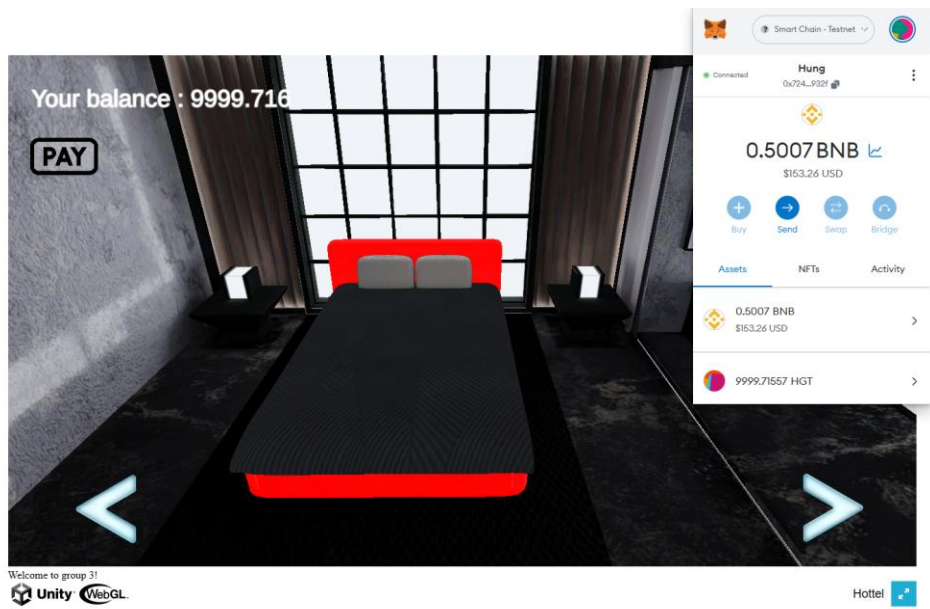 Your balance : 9999.716
PAY
Smart Chain - Testnet
Connected
Hung
0x724...932f
0.5007 BNB
$153.26 USD
Buy
Send
Swap
Bridge
Assets
NFTs
Activity
0.5007 BNB
$153.26 USD
9999.71557 HGT
Welcome to group 3!
Unity WebGL.
Hottel